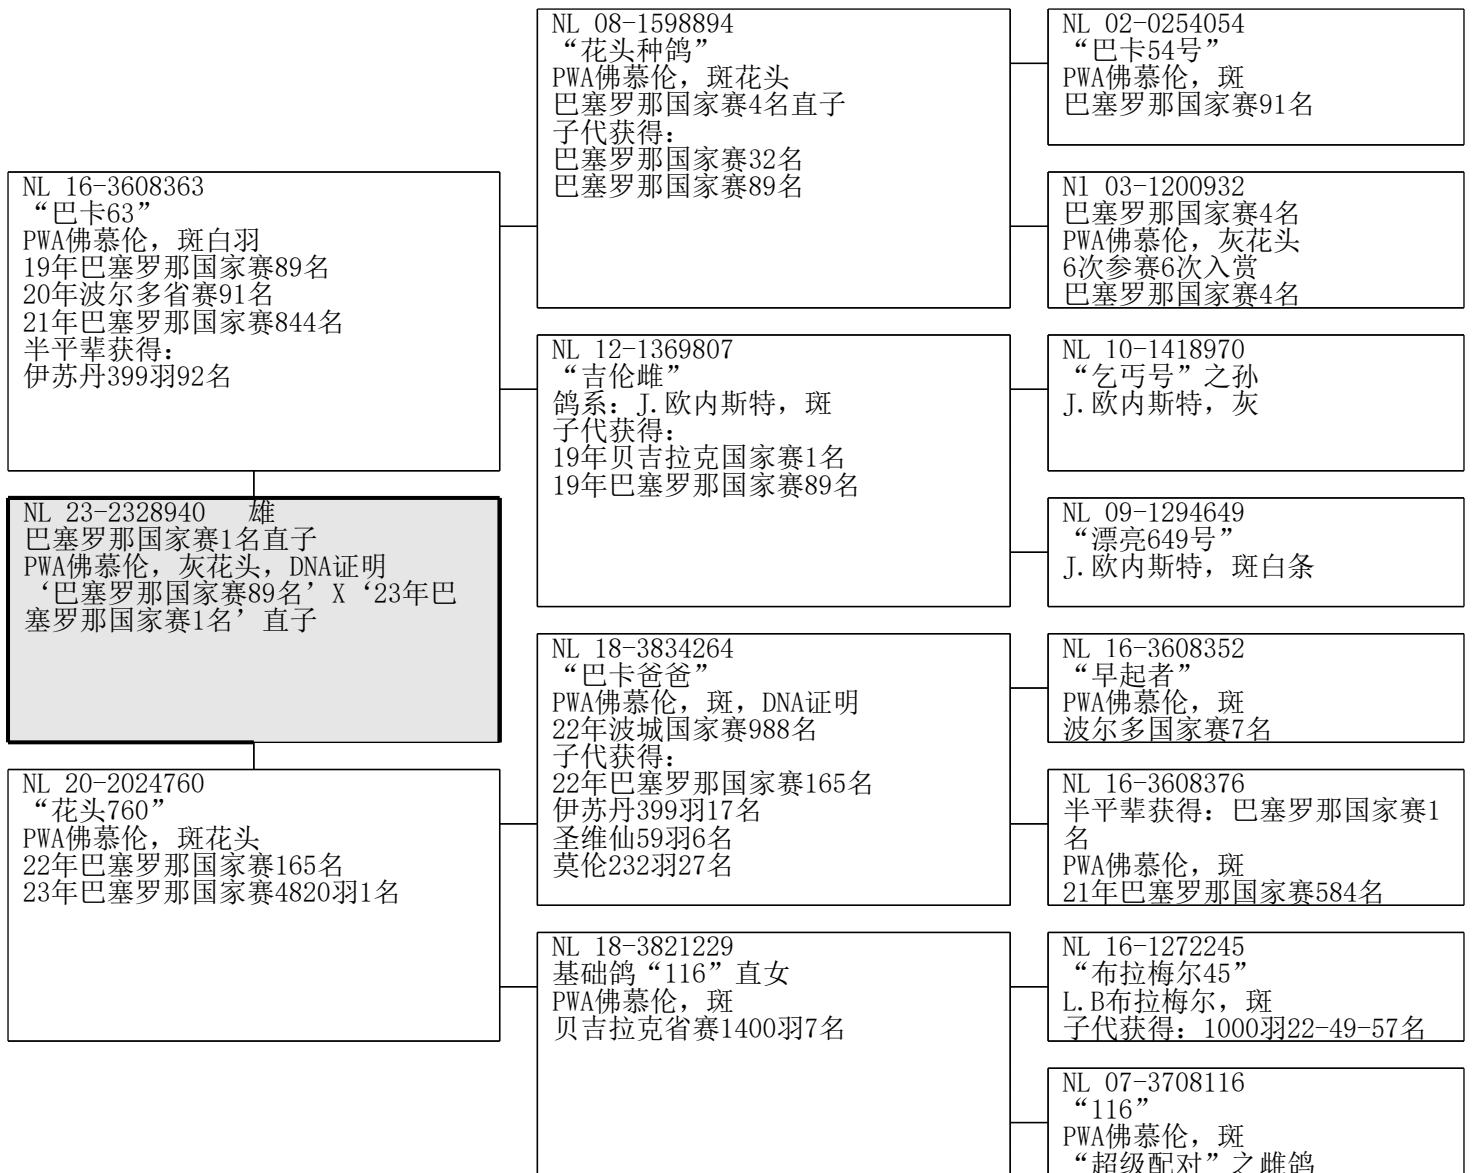 NL 16-3608363
“巴卡63”
PWA佛慕伦，斑白羽
19年巴塞罗那国家赛89名
20年波尔多省赛91名
21年巴塞罗那国家赛844名
半平辈获得：
伊苏丹399羽92名
NL 23-2328940 雄
巴塞罗那国家赛1名直子
PWA佛慕伦，灰花头，DNA证明
‘巴塞罗那国家赛89名’X‘23年巴
塞罗那国家赛1名’直子
NL 20-2024760
“花头760”
PWA佛慕伦，斑花头
22年巴塞罗那国家赛165名
23年巴塞罗那国家赛4820羽1名
NL 08-1598894
“花头种鸽”
PWA佛慕伦，斑花头
巴塞罗那国家赛4名直子
子代获得：
巴塞罗那国家赛32名
巴塞罗那国家赛89名
NL 12-1369807
“吉伦雌”
鸽系：J.欧内斯特，斑
子代获得：
19年贝吉拉克国家赛1名
19年巴塞罗那国家赛89名
NL 18-3834264
“巴卡爸爸”
PWA佛慕伦，斑，DNA证明
22年波城国家赛988名
子代获得：
22年巴塞罗那国家赛165名
伊苏丹399羽17名
圣维仙59羽6名
莫伦232羽27名
NL 18-3821229
基础鸽“116”直女
PWA佛慕伦，斑
贝吉拉克省赛1400羽7名
NL 02-0254054
“巴卡54号”
PWA佛慕伦，斑
巴塞罗那国家赛91名
Nl 03-1200932
巴塞罗那国家赛4名
PWA佛慕伦，灰花头
6次参赛6次入赏
巴塞罗那国家赛4名
NL 10-1418970
“乞丐号”之孙
J.欧内斯特，灰
NL 09-1294649
“漂亮649号”
J.欧内斯特，斑白条
NL 16-3608352
“早起者”
PWA佛慕伦，斑
波尔多国家赛7名
NL 16-3608376
半平辈获得：巴塞罗那国家赛1
名
PWA佛慕伦，斑
21年巴塞罗那国家赛584名
NL 16-1272245
“布拉梅尔45”
L.B布拉梅尔，斑
子代获得：1000羽22-49-57名
NL 07-3708116
“116”
PWA佛慕伦，斑
“超级配对”之雌鸽